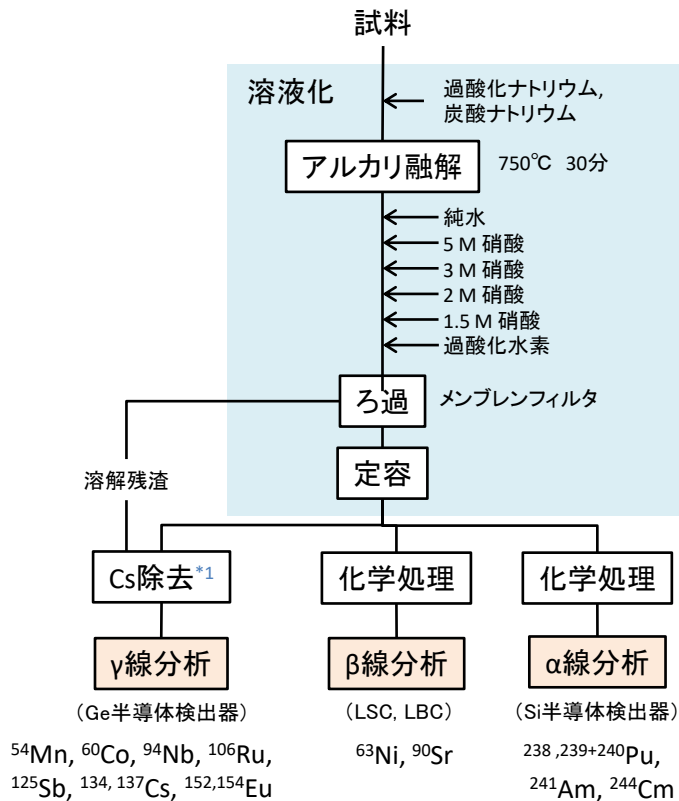 試料
溶液化
過酸化ナトリウム,
炭酸ナトリウム
アルカリ融解
750℃ 30分
純水
5 M 硝酸
3 M 硝酸
2 M 硝酸
1.5 M 硝酸
過酸化水素
ろ過
メンブレンフィルタ
定容
溶解残渣
Cs除去*1
化学処理
化学処理
γ線分析
β線分析
α線分析
(Ge半導体検出器)
(LSC, LBC)
(Si半導体検出器)
⁵⁴Mn, ⁶⁰Co, ⁹⁴Nb, ¹⁰⁶Ru,
¹²⁵Sb, ¹³⁴, ¹³⁷Cs, ¹⁵²,¹⁵⁴Eu
⁶³Ni, ⁹⁰Sr
²³⁸ ,²³⁹⁺²⁴⁰Pu,
²⁴¹Am, ²⁴⁴Cm